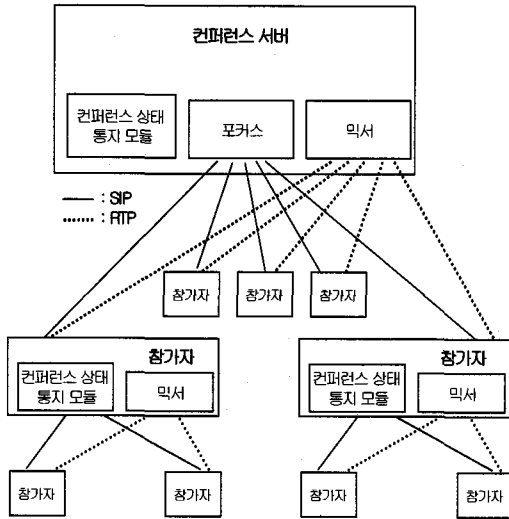 컨퍼런스 서버
컨퍼런스 상태
통지 모듈
포커스
믹서
: SIP
: RTP
참가자
참가자
참가자
참가자
컨퍼런스 상태
통지 모듈
믹서
참가자
컨퍼런스 상태
통지 모듈
믹서
참가자
참가자
참가자
참가자